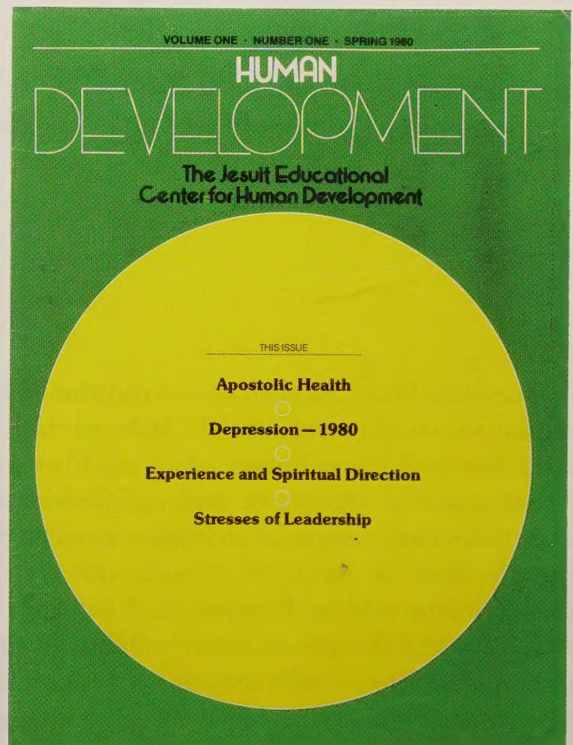 VOLUME ONE · NUMBER ONE · SPRING 1980
HUMAN
DEVELOPMENT
The Jesuit Educational
Center for Human Development
THIS ISSUE
Apostolic Health
Depression—1980
Experience and Spiritual Direction
Stresses of Leadership